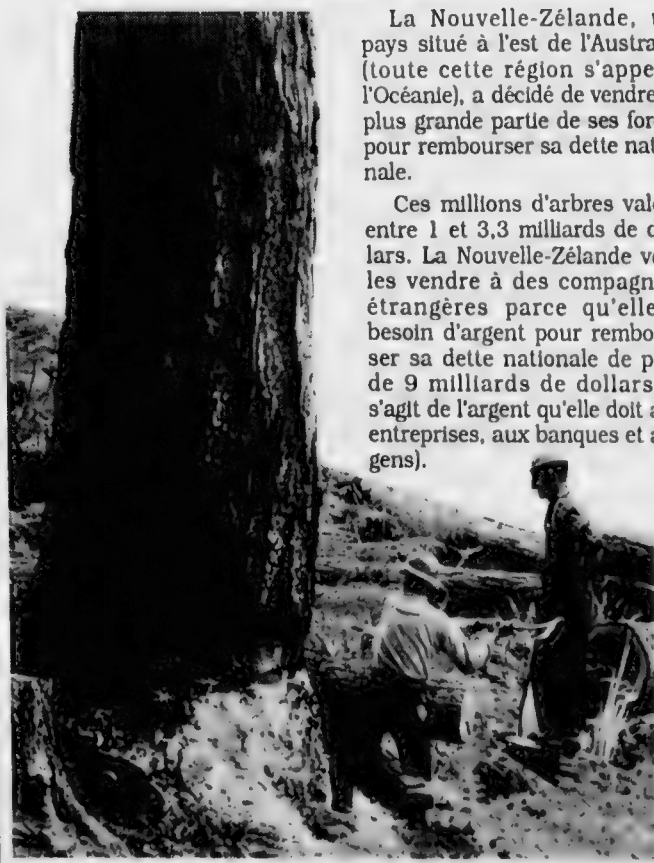 La Nouvelle-Zélande,
pays situé à l'est de l'Austra
(toute cette région s'appe
l'Océanie), a décidé de vendre
plus grande partie de ses for
pour rembourser sa dette nat
nale.
Ces millions d'arbres val
entre 1 et 3,3 milliards de d
lars. La Nouvelle-Zélande v
les vendre à des compagn
étrangères parce qu'elle
besoin d'argent pour rembo
ser sa dette nationale de p
de 9 milliards de dollars
s'agit de l'argent qu'elle doit a
entreprises, aux banques et a
gens).